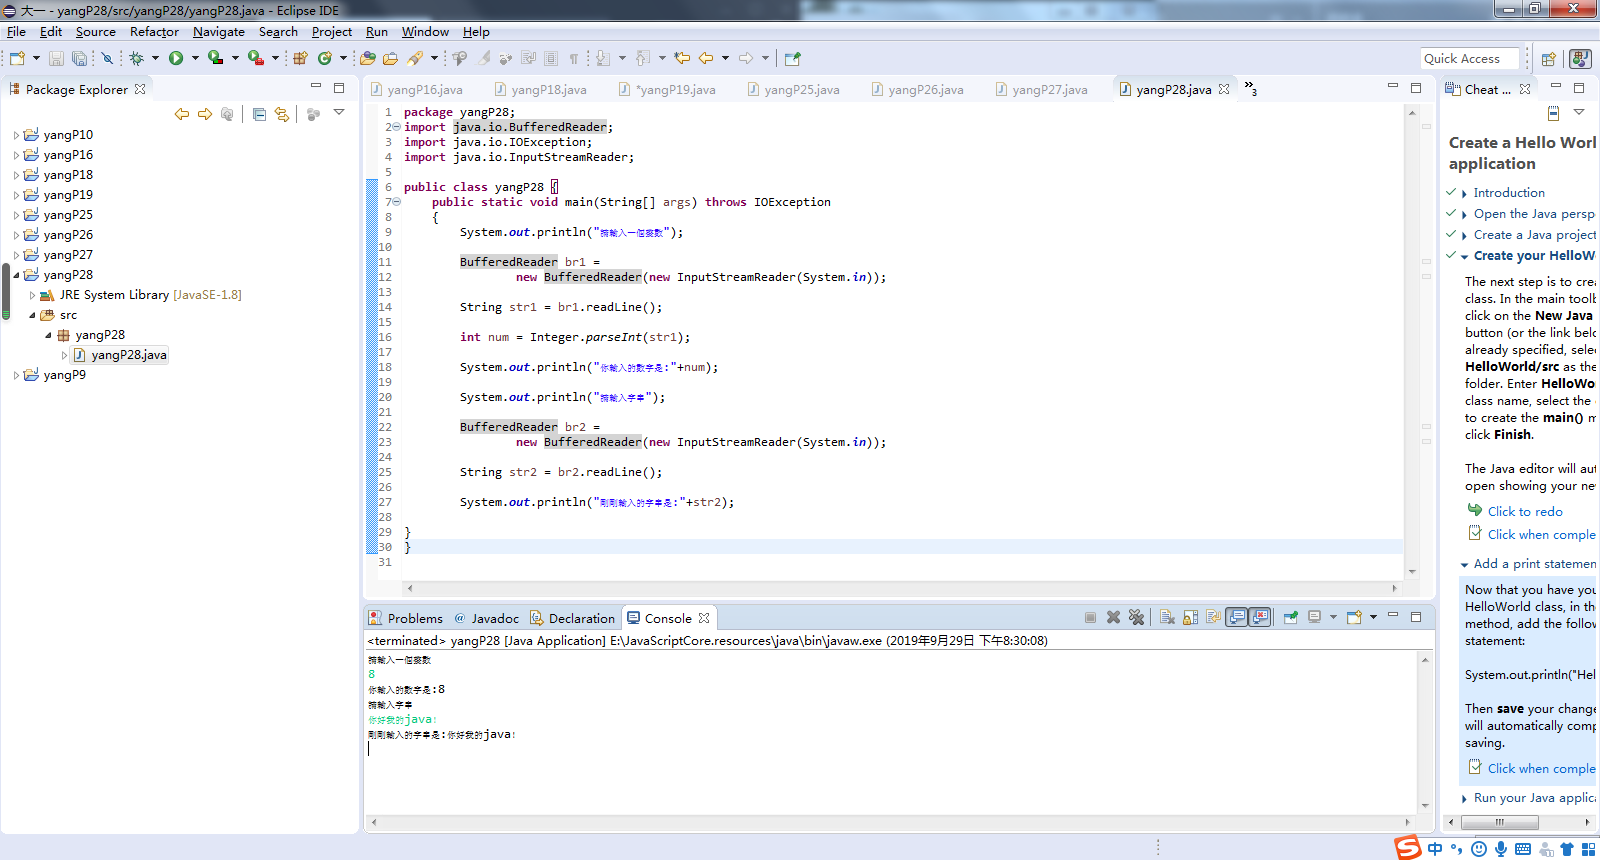 大一 - yangP28/src/yangP28/yangP28.java - Eclipse IDE
File Edit Source Refactor Navigate Search Project Run Window Help
Quick Access
Package Explorer
yangP10
yangP16
yangP18
yangP19
yangP25
yangP26
yangP27
yangP28
JRE System Library [JavaSE-1.8]
src
yangP28
yangP28.java
yangP9
yangP16.java yangP18.java *yangP19.java yangP25.java yangP26.java yangP27.java yangP28.java »3
1 package yangP28;
2 import java.io.BufferedReader;
3 import java.io.IOException;
4 import java.io.InputStreamReader;
5
6 public class yangP28 {
7 public static void main(String[] args) throws IOException
8 {
9 System.out.println("請輸入一個整數");
10
11 BufferedReader br1 =
12 new BufferedReader(new InputStreamReader(System.in));
13
14 String str1 = br1.readLine();
15
16 int num = Integer.parseInt(str1);
17
18 System.out.println("你輸入的數字是:"+num);
19
20 System.out.println("請輸入字串");
21
22 BufferedReader br2 =
23 new BufferedReader(new InputStreamReader(System.in));
24
25 String str2 = br2.readLine();
26
27 System.out.println("剛剛輸入的字串是:"+str2);
28
29 }
30 }
31
Problems @ Javadoc Declaration Console
<terminated> yangP28 [Java Application] E:\JavaScriptCore.resources\java\bin\javaw.exe (2019年9月29日 下午8:30:08)
請輸入一個整數
8
你輸入的數字是:8
請輸入字串
你好我的java!
剛剛輸入的字串是:你好我的java!
Cheat ...
Create a Hello Worl
application
Introduction
Open the Java persp
Create a Java project
Create your HelloW
The next step is to crea
class. In the main toolb
click on the New Java
button (or the link belo
already specified, selec
HelloWorld/src as the
folder. Enter HelloWo
class name, select the
to create the main() m
click Finish.
The Java editor will aut
open showing your ne
Click to redo
Click when comple
Add a print statemen
Now that you have you
HelloWorld class, in the
method, add the follow
statement:
System.out.println("Hel
Then save your change
will automatically comp
saving.
Click when comple
Run your Java applica
中